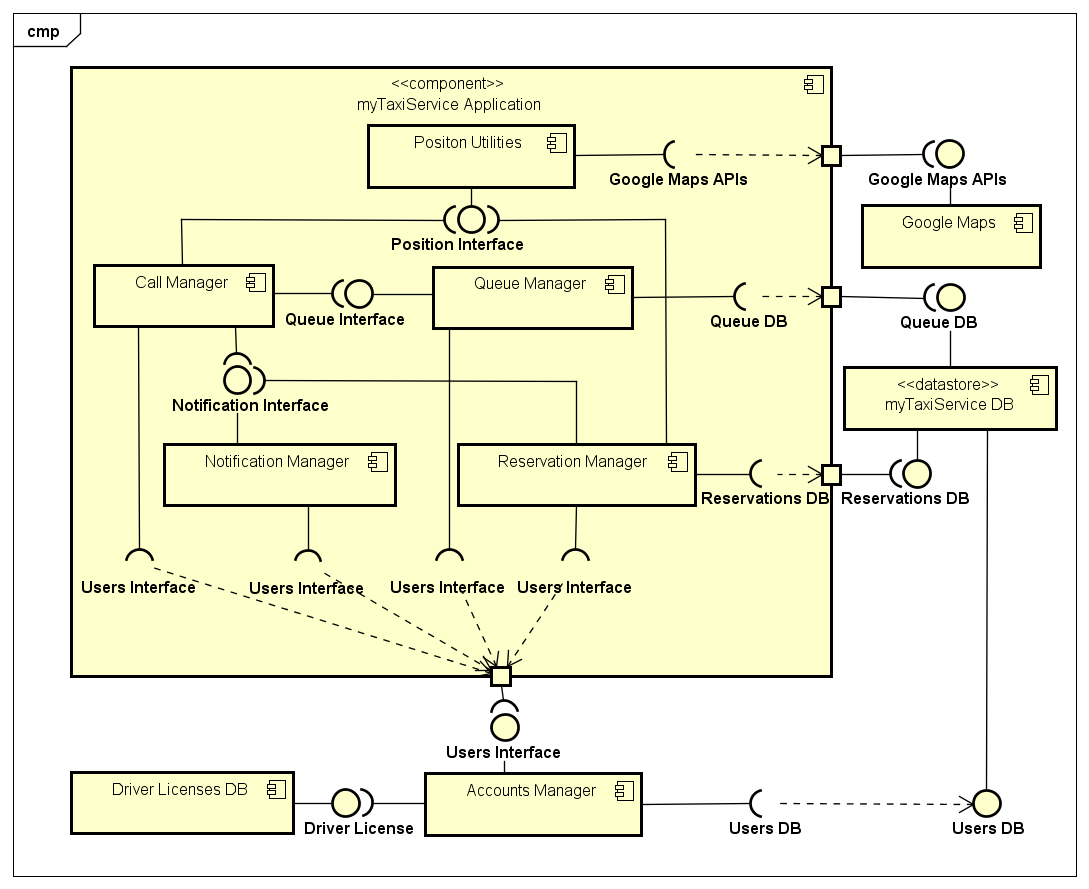 cmp
<<component>>
myTaxiService Application
Positon Utilities
Google Maps APIs
Google Maps APIs
Google Maps
Position Interface
Call Manager
Queue Manager
Queue Interface
Queue DB
Queue DB
<<datastore>>
myTaxiService DB
Notification Interface
Notification Manager
Reservation Manager
Reservations DB
Reservations DB
Users Interface
Users Interface
Users Interface
Users Interface
Users Interface
Driver Licenses DB
Accounts Manager
Driver License
Users DB
Users DB